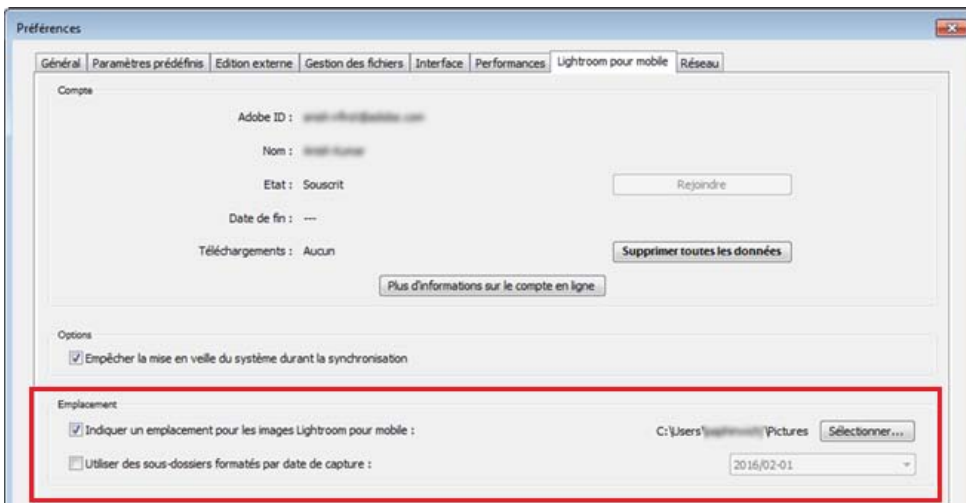 Préférences
Général Paramètres prédéfinis Edition externe Gestion des fichiers Interface Performances Lightroom pour mobile Réseau
Compte
Adobe ID :
Nom :
Etat : Souscrit Rejoindre
Date de fin : ---
Téléchargements : Aucun Supprimer toutes les données
Plus d'informations sur le compte en ligne
Options
Empêcher la mise en veille du système durant la synchronisation
Emplacement
Indiquer un emplacement pour les images Lightroom pour mobile : C:\Users\ \Pictures Sélectionner...
Utiliser des sous-dossiers formatés par date de capture : 2016/02-01